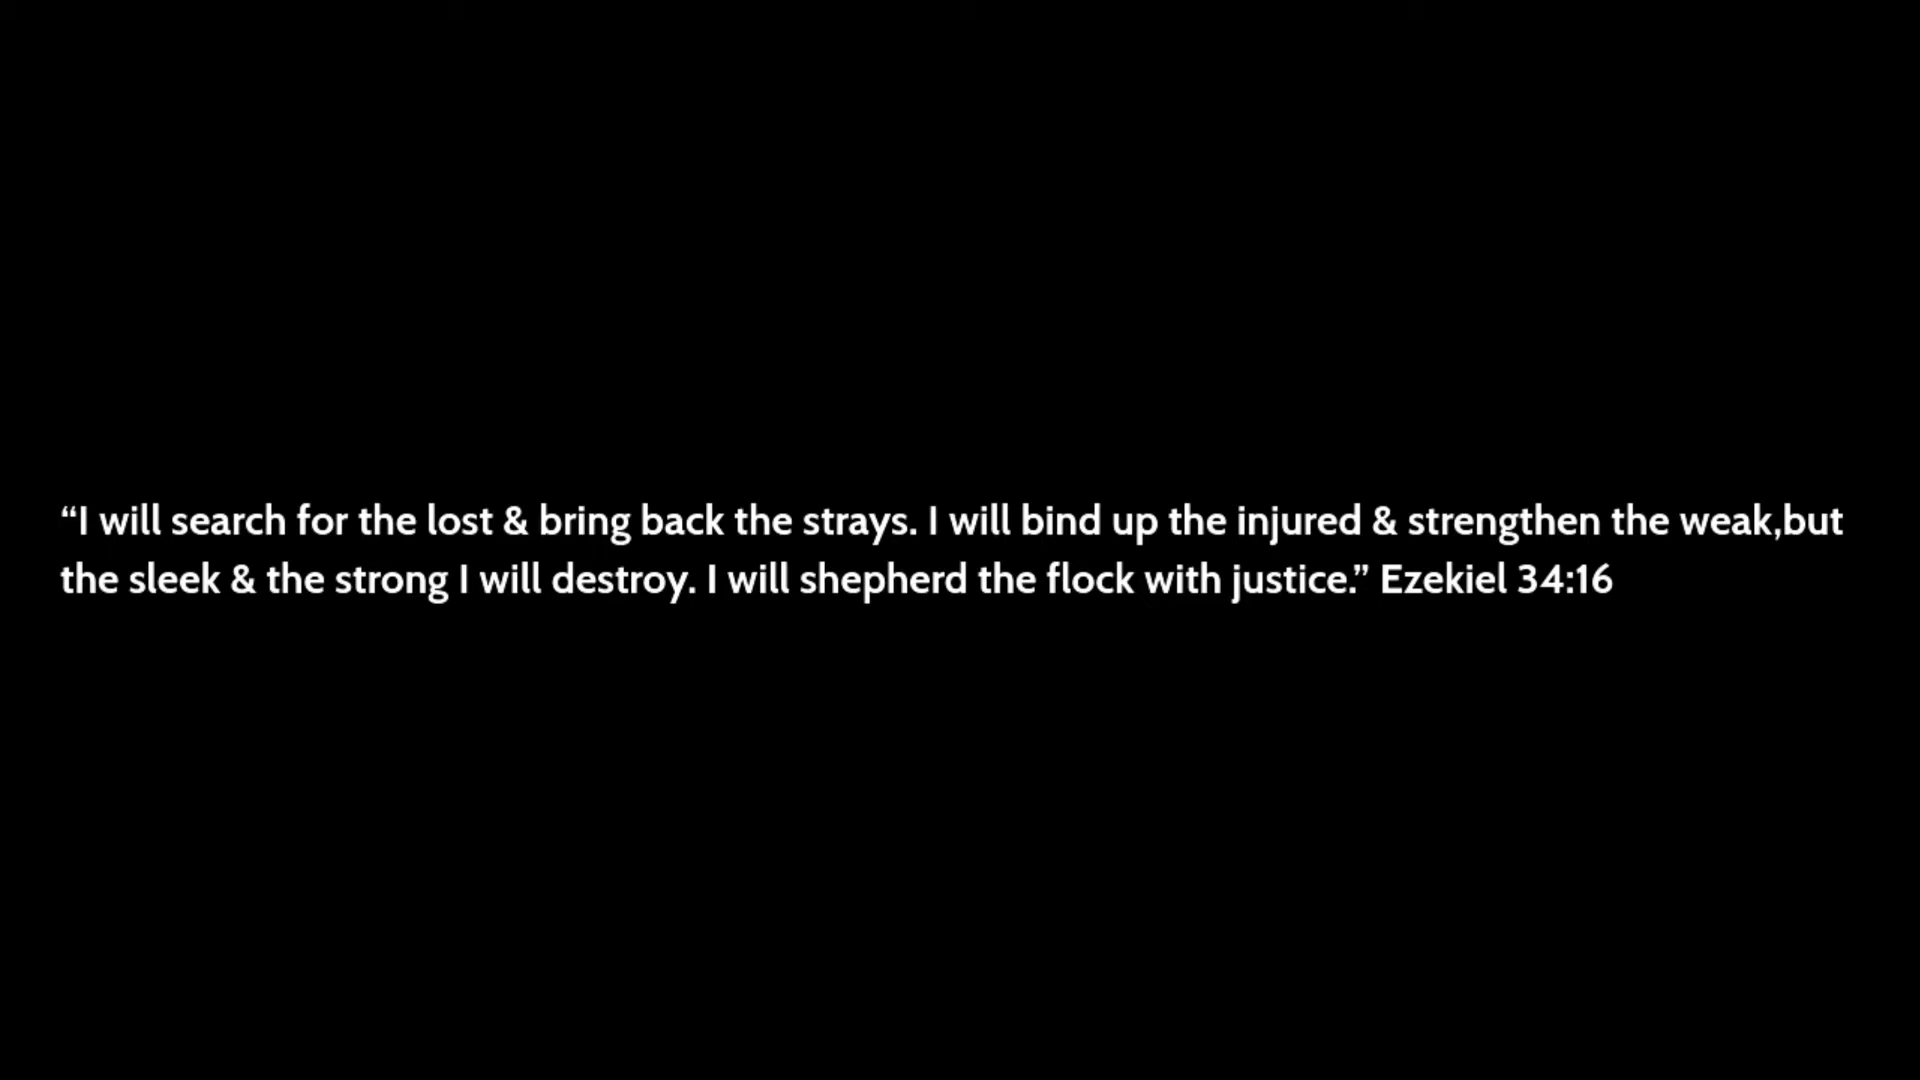 “I will search for the lost & bring back the strays. I will bind up the injured & strengthen the weak,but
the sleek & the strong I will destroy. I will shepherd the flock with justice.” Ezekiel 34:16